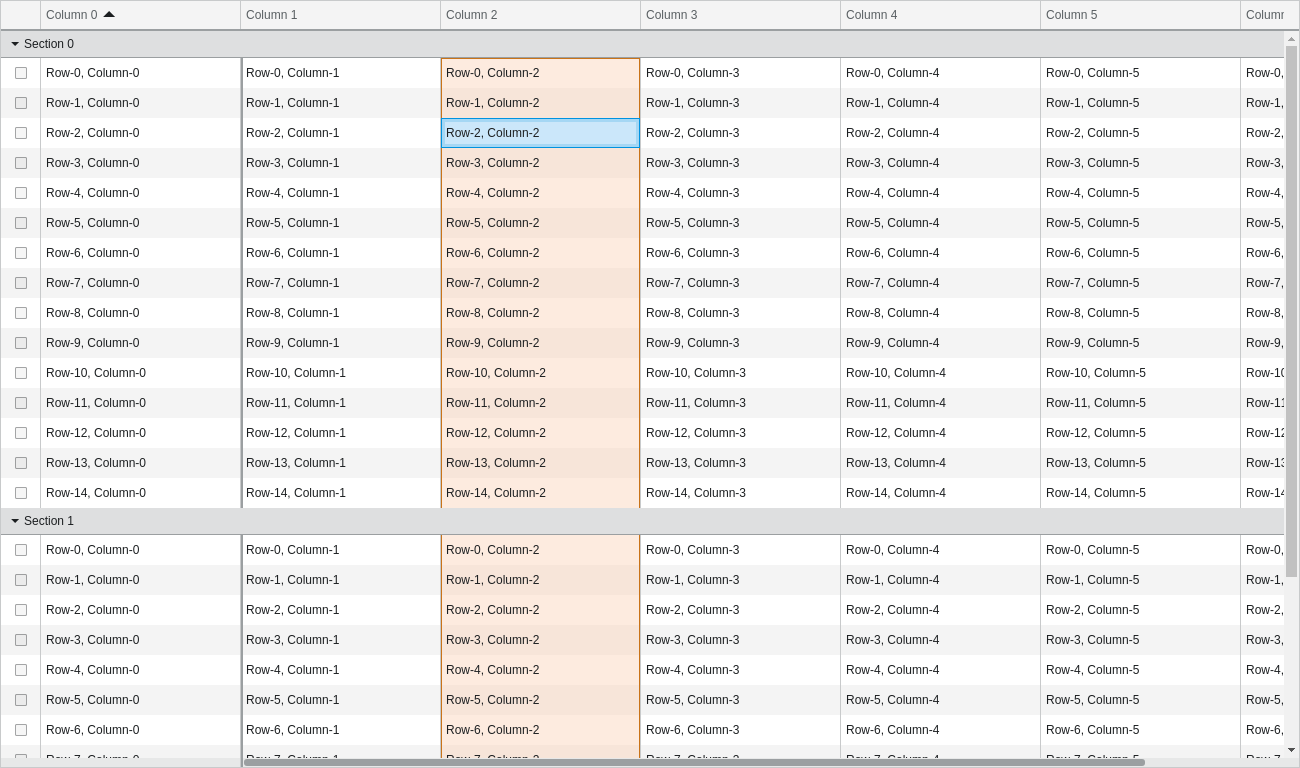 Column 0 Column 1 Column 2 Column 3 Column 4 Column 5 Column
Section 0
Row-0, Column-0 Row-0, Column-1 Row-0, Column-2 Row-0, Column-3 Row-0, Column-4 Row-0, Column-5 Row-0,
Row-1, Column-0 Row-1, Column-1 Row-1, Column-2 Row-1, Column-3 Row-1, Column-4 Row-1, Column-5 Row-1,
Row-2, Column-0 Row-2, Column-1 Row-2, Column-2 Row-2, Column-3 Row-2, Column-4 Row-2, Column-5 Row-2,
Row-3, Column-0 Row-3, Column-1 Row-3, Column-2 Row-3, Column-3 Row-3, Column-4 Row-3, Column-5 Row-3,
Row-4, Column-0 Row-4, Column-1 Row-4, Column-2 Row-4, Column-3 Row-4, Column-4 Row-4, Column-5 Row-4,
Row-5, Column-0 Row-5, Column-1 Row-5, Column-2 Row-5, Column-3 Row-5, Column-4 Row-5, Column-5 Row-5,
Row-6, Column-0 Row-6, Column-1 Row-6, Column-2 Row-6, Column-3 Row-6, Column-4 Row-6, Column-5 Row-6,
Row-7, Column-0 Row-7, Column-1 Row-7, Column-2 Row-7, Column-3 Row-7, Column-4 Row-7, Column-5 Row-7,
Row-8, Column-0 Row-8, Column-1 Row-8, Column-2 Row-8, Column-3 Row-8, Column-4 Row-8, Column-5 Row-8,
Row-9, Column-0 Row-9, Column-1 Row-9, Column-2 Row-9, Column-3 Row-9, Column-4 Row-9, Column-5 Row-9,
Row-10, Column-0 Row-10, Column-1 Row-10, Column-2 Row-10, Column-3 Row-10, Column-4 Row-10, Column-5 Row-10
Row-11, Column-0 Row-11, Column-1 Row-11, Column-2 Row-11, Column-3 Row-11, Column-4 Row-11, Column-5 Row-11
Row-12, Column-0 Row-12, Column-1 Row-12, Column-2 Row-12, Column-3 Row-12, Column-4 Row-12, Column-5 Row-12
Row-13, Column-0 Row-13, Column-1 Row-13, Column-2 Row-13, Column-3 Row-13, Column-4 Row-13, Column-5 Row-13
Row-14, Column-0 Row-14, Column-1 Row-14, Column-2 Row-14, Column-3 Row-14, Column-4 Row-14, Column-5 Row-14
Section 1
Row-0, Column-0 Row-0, Column-1 Row-0, Column-2 Row-0, Column-3 Row-0, Column-4 Row-0, Column-5 Row-0,
Row-1, Column-0 Row-1, Column-1 Row-1, Column-2 Row-1, Column-3 Row-1, Column-4 Row-1, Column-5 Row-1,
Row-2, Column-0 Row-2, Column-1 Row-2, Column-2 Row-2, Column-3 Row-2, Column-4 Row-2, Column-5 Row-2,
Row-3, Column-0 Row-3, Column-1 Row-3, Column-2 Row-3, Column-3 Row-3, Column-4 Row-3, Column-5 Row-3,
Row-4, Column-0 Row-4, Column-1 Row-4, Column-2 Row-4, Column-3 Row-4, Column-4 Row-4, Column-5 Row-4,
Row-5, Column-0 Row-5, Column-1 Row-5, Column-2 Row-5, Column-3 Row-5, Column-4 Row-5, Column-5 Row-5,
Row-6, Column-0 Row-6, Column-1 Row-6, Column-2 Row-6, Column-3 Row-6, Column-4 Row-6, Column-5 Row-6,